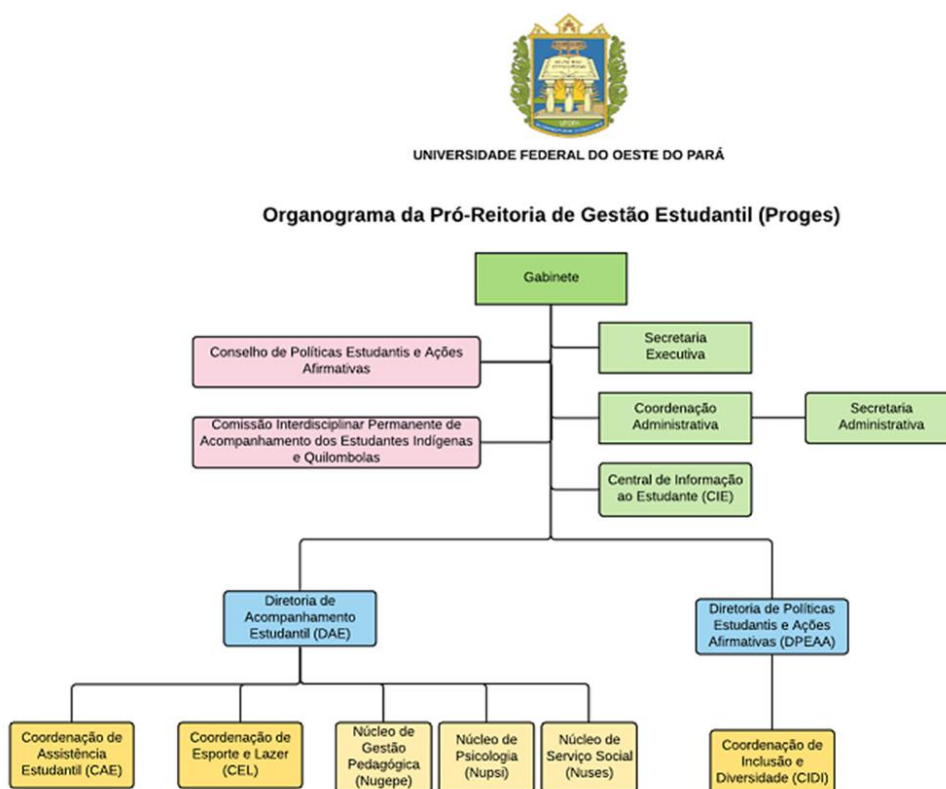 UFOPA
UNIVERSIDADE FEDERAL DO OESTE DO PARÁ
Organograma da Pró-Reitoria de Gestão Estudantil (Proges)
Gabinete
Conselho de Políticas Estudantis e Ações
Afirmativas
Secretaria
Executiva
Comissão Interdisciplinar Permanente de
Acompanhamento dos Estudantes Indígenas
e Quilombolas
Coordenação
Administrativa
Secretaria
Administrativa
Central de Informação
ao Estudante (CIE)
Diretoria de
Acompanhamento
Estudantil (DAE)
Diretoria de Políticas
Estudantis e Ações
Afirmativas (DPEAA)
Coordenação de
Assistência
Estudantil (CAE)
Coordenação de
Esporte e Lazer
(CEL)
Núcleo de
Gestão
Pedagógica
(Nugepe)
Núcleo de
Psicologia
(Nupsi)
Núcleo de
Serviço Social
(Nuses)
Coordenação de
Inclusão e
Diversidade (CIDI)